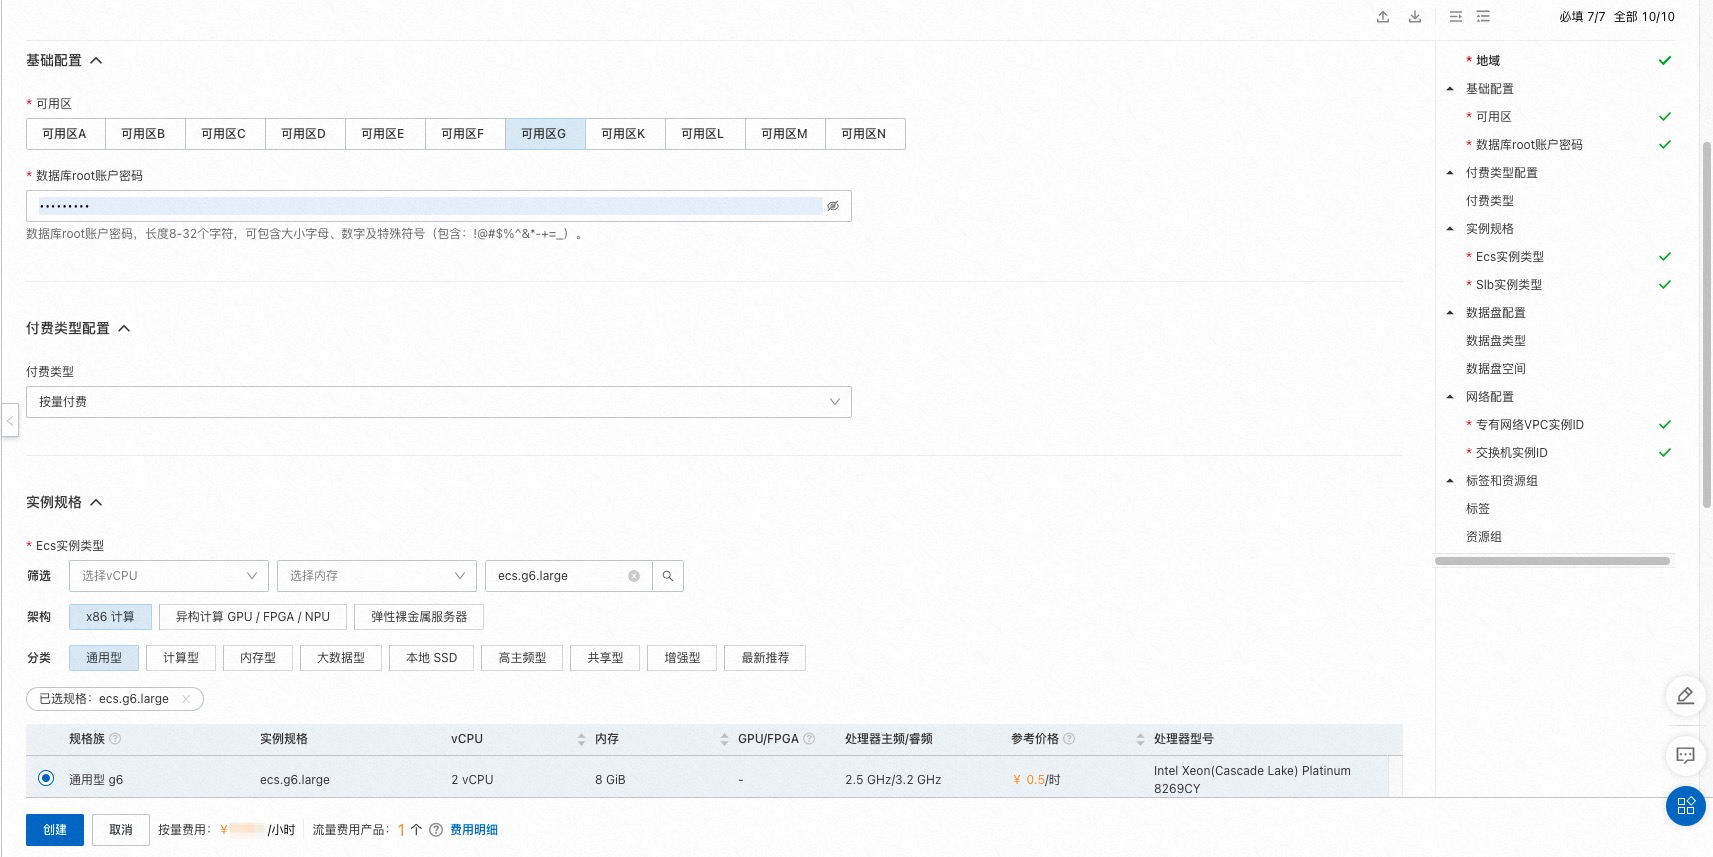 必填 7/7 全部 10/10
基础配置
* 可用区
可用区A 可用区B 可用区C 可用区D 可用区E 可用区F 可用区G 可用区K 可用区L 可用区M 可用区N
* 数据库root账户密码
•••••••••
数据库root账户密码，长度8-32个字符，可包含大小字母、数字及特殊符号（包含：!@#$%^&*-+=_）。
付费类型配置
付费类型
按量付费
实例规格
* Ecs实例类型
筛选 选择vCPU 选择内存 ecs.g6.large
架构 x86 计算 异构计算 GPU / FPGA / NPU 弹性裸金属服务器
分类 通用型 计算型 内存型 大数据型 本地 SSD 高主频型 共享型 增强型 最新推荐
已选规格：ecs.g6.large ×
规格族 实例规格 vCPU 内存 GPU/FPGA 处理器主频/睿频 参考价格 处理器型号
通用型 g6 ecs.g6.large 2 vCPU 8 GiB - 2.5 GHz/3.2 GHz ¥ 0.5/时 Intel Xeon(Cascade Lake) Platinum
8269CY
创建 取消 按量费用：¥ /小时 流量费用产品：1 个 费用明细
* 地域
基础配置
* 可用区
* 数据库root账户密码
付费类型配置
付费类型
实例规格
* Ecs实例类型
* Slb实例类型
数据盘配置
数据盘类型
数据盘空间
网络配置
* 专有网络VPC实例ID
* 交换机实例ID
标签和资源组
标签
资源组